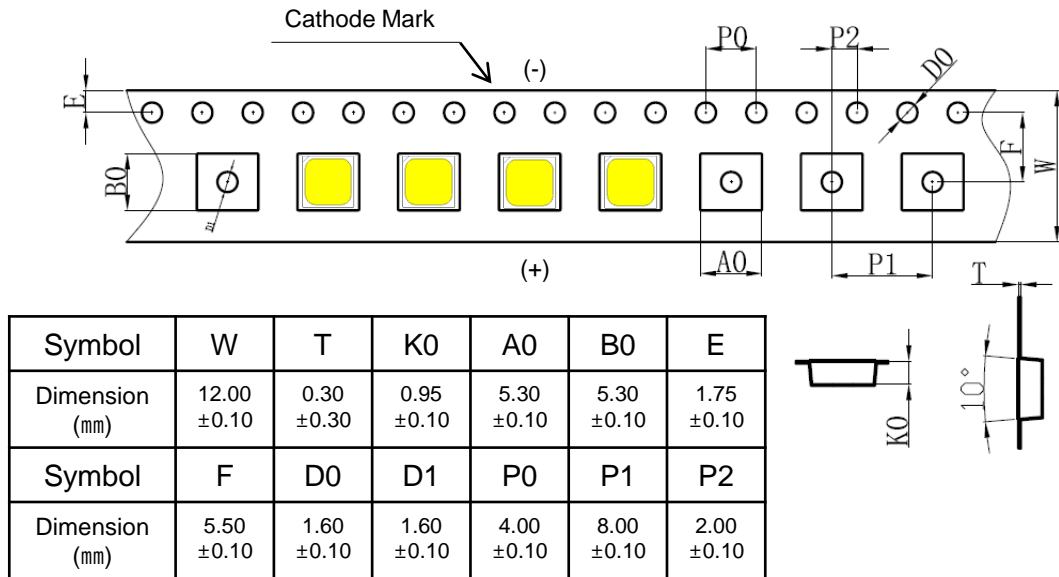 Cathode Mark
P0
P2
D0
(-)
E
F
W
B0
A0
P1
(+)
T
Symbol W T K0 A0 B0 E
Dimension (㎜) 12.00 ±0.10 0.30 ±0.30 0.95 ±0.10 5.30 ±0.10 5.30 ±0.10 1.75 ±0.10
Symbol F D0 D1 P0 P1 P2
Dimension (㎜) 5.50 ±0.10 1.60 ±0.10 1.60 ±0.10 4.00 ±0.10 8.00 ±0.10 2.00 ±0.10
K0
10°